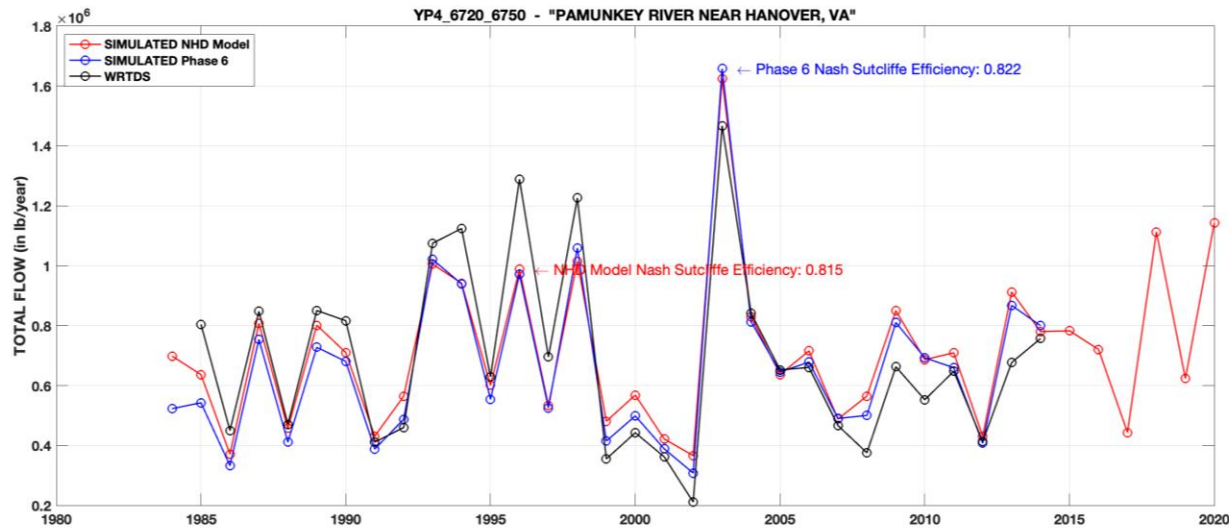 YP4_6720_6750 - "PAMUNKEY RIVER NEAR HANOVER, VA"
×10^6
SIMULATED NHD Model
SIMULATED Phase 6
WRTDS
← Phase 6 Nash Sutcliffe Efficiency: 0.822
← NHD Model Nash Sutcliffe Efficiency: 0.815
TOTAL FLOW (in lb/year)
1.8
1.6
1.4
1.2
1
0.8
0.6
0.4
0.2
1980 1985 1990 1995 2000 2005 2010 2015 2020